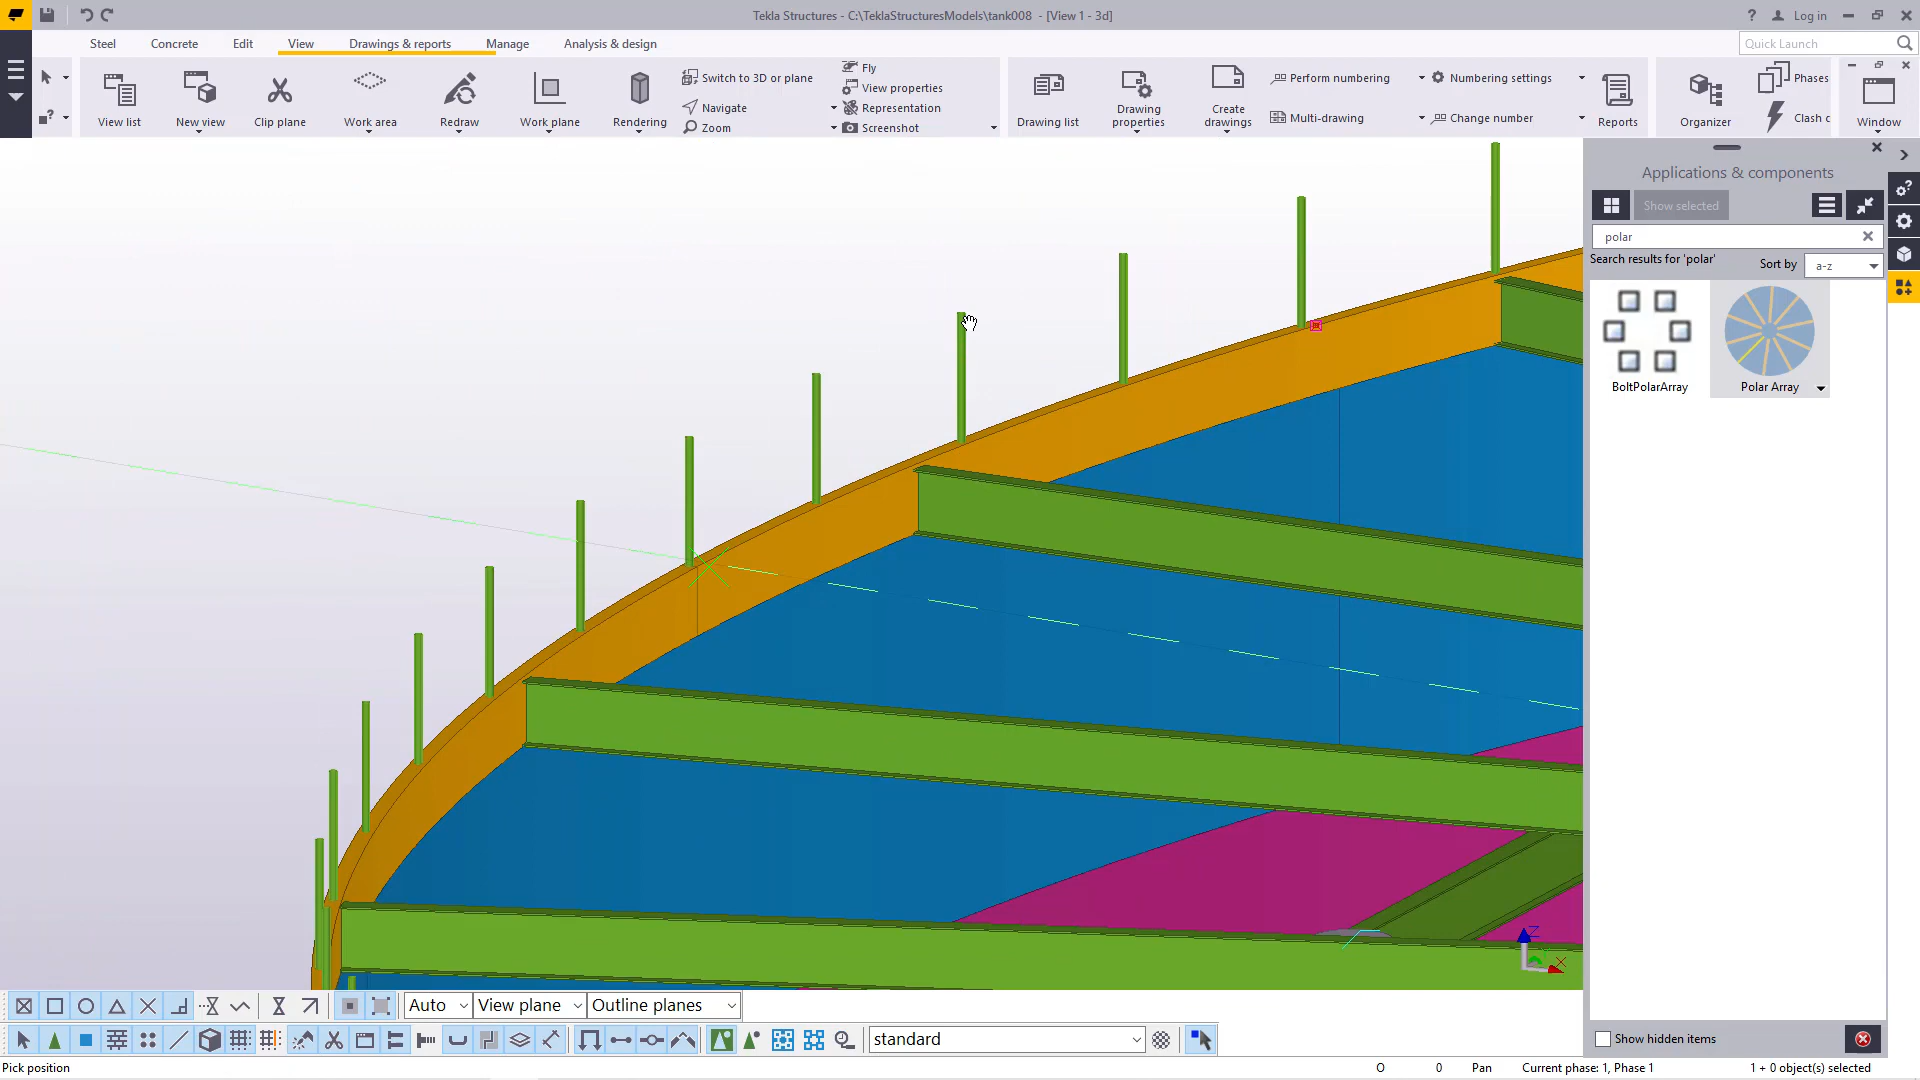 Tekla Structures - C:\TeklaStructuresModels\tank008 - [View 1 - 3d]
? Log in
Steel Concrete Edit View Drawings & reports Manage Analysis & design
Quick Launch
View list
New view
Clip plane
Work area
Redraw
Work plane
Rendering
Switch to 3D or plane
Navigate
Zoom
Fly
View properties
Representation
Screenshot
Drawing list
Drawing
properties
Create
drawings
Perform numbering
Multi-drawing
Numbering settings
Change number
Reports
Organizer
Phases
Clash c
Window
Applications & components
Show selected
polar
Search results for 'polar'
Sort by
a-z
BoltPolarArray
Polar Array
Z
X
Auto
View plane
Outline planes
standard
Show hidden items
Pick position
O
0
Pan
Current phase: 1, Phase 1
1 + 0 object(s) selected